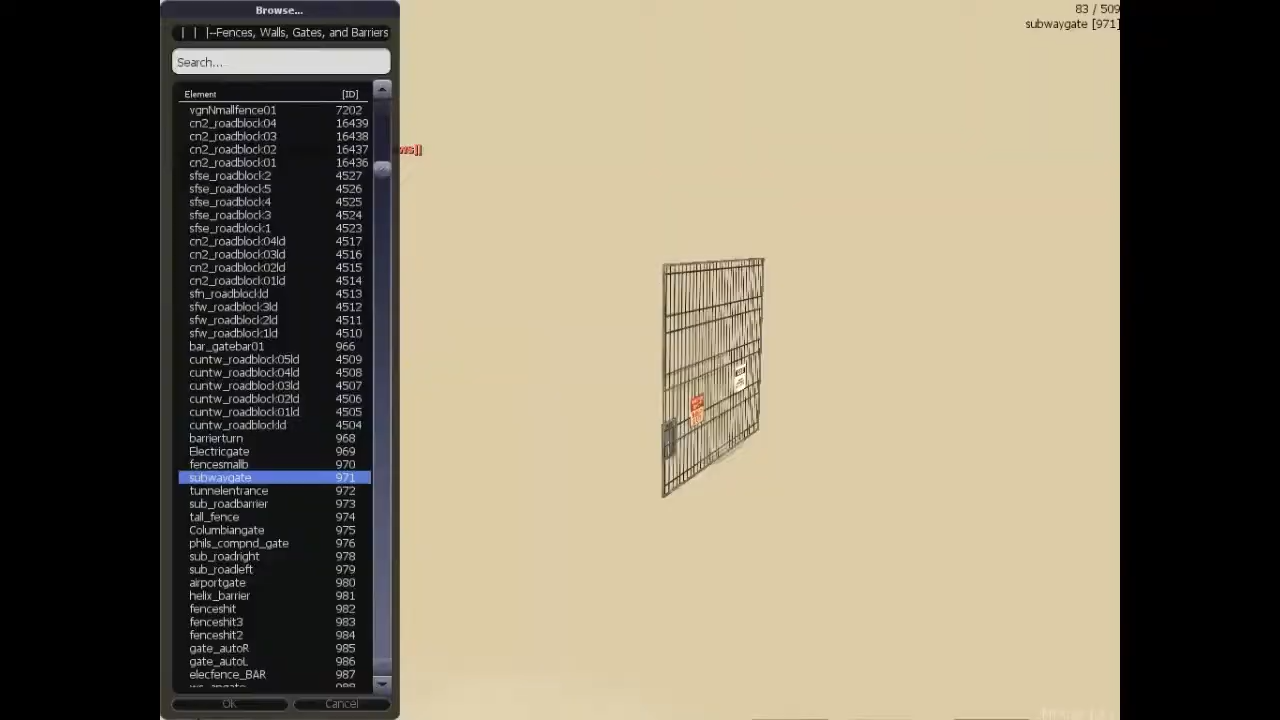 Browse...
| | |--Fences, Walls, Gates, and Barriers
Search...
Element [ID]
vgnNmallfence01 7202
cn2_roadblock04 16439
cn2_roadblock03 16438
cn2_roadblock02 16437
cn2_roadblock01 16436
sfse_roadblock2 4527
sfse_roadblock5 4526
sfse_roadblock4 4525
sfse_roadblock3 4524
sfse_roadblock1 4523
cn2_roadblock04ld 4517
cn2_roadblock03ld 4516
cn2_roadblock02ld 4515
cn2_roadblock01ld 4514
sfn_roadblockld 4513
sfw_roadblock3ld 4512
sfw_roadblock2ld 4511
sfw_roadblock1ld 4510
bar_gatebar01 966
cuntw_roadblock05ld 4509
cuntw_roadblock04ld 4508
cuntw_roadblock03ld 4507
cuntw_roadblock02ld 4506
cuntw_roadblock01ld 4505
cuntw_roadblockld 4504
barrierturn 968
Electricgate 969
fencesmallb 970
subwaygate 971
tunnelentrance 972
sub_roadbarrier 973
tall_fence 974
Columbiangate 975
phils_compnd_gate 976
sub_roadright 978
sub_roadleft 979
airportgate 980
helix_barrier 981
fenceshit 982
fenceshit3 983
fenceshit2 984
gate_autoR 985
gate_autoL 986
elecfence_BAR 987
OK Cancel
83 / 509
subwaygate [971]
ws]]